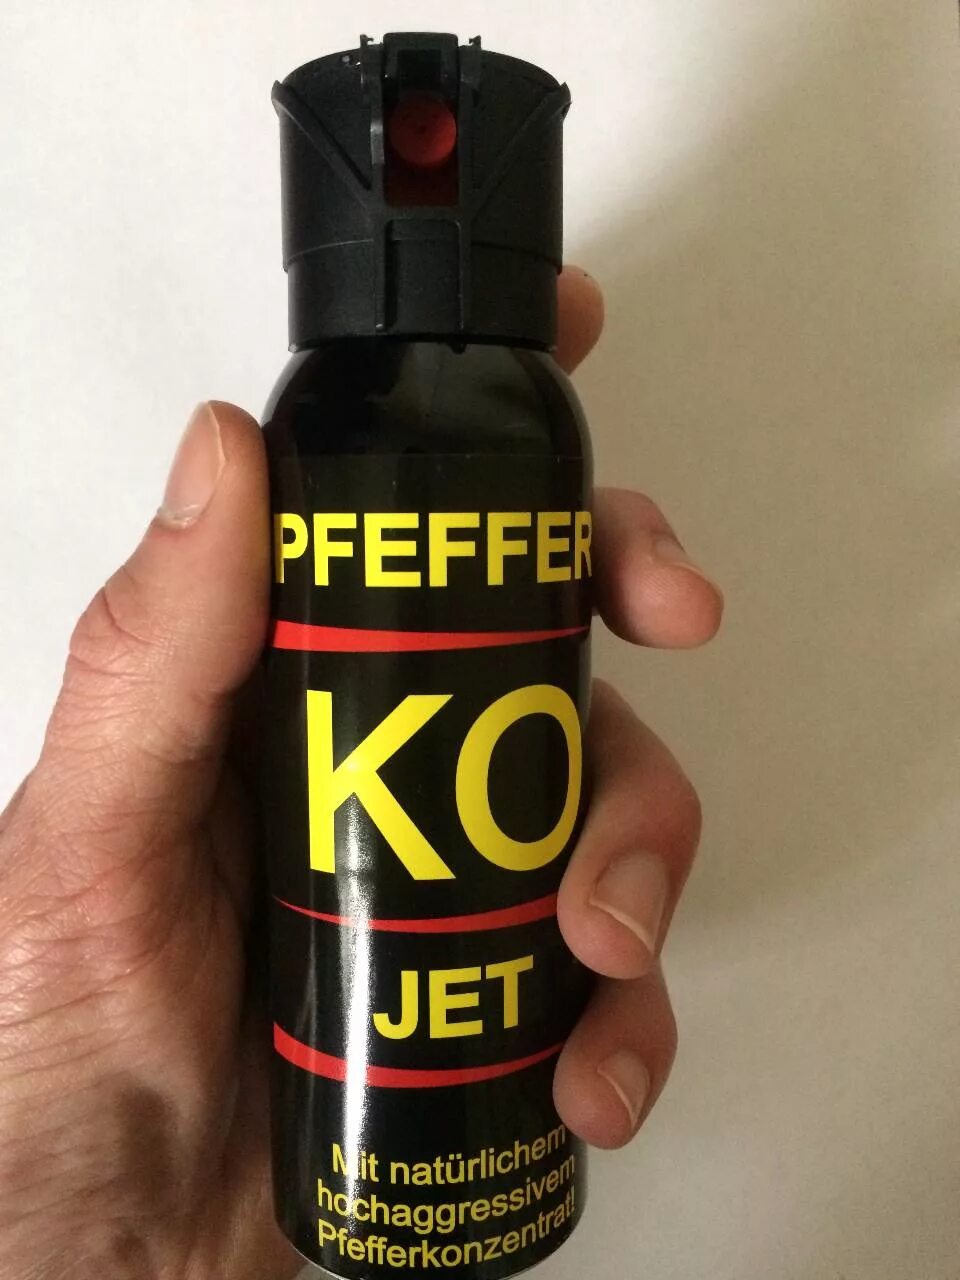 PFEFFER
KO
JET
Mit natürlichem
hochaggressivem
Pfefferkonzentrat!